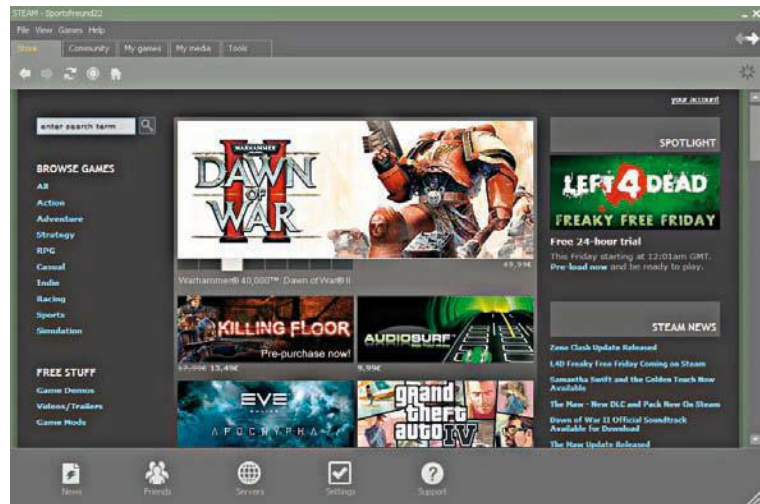 STEAM - Sportsfreund22
File View Games Help
Store Community My games My media Tools
your account
enter search term...
BROWSE GAMES
All
Action
Adventure
Strategy
RPG
Casual
Indie
Racing
Sports
Simulation
FREE STUFF
Game Demos
Videos/Trailers
Game Mods
WARHAMMER
DAWN OF WAR II
49,99€
Warhammer® 40,000™: Dawn of War® II
KILLING FLOOR
Pre-purchase now!
17,99€ 13,49€
AUDIOSURF
9,99€
EVE
ONLINE
APOCRYPHA
grand theft auto IV
SPOTLIGHT
LEFT 4 DEAD
FREAKY FREE FRIDAY
Free 24-hour trial
This Friday starting at 12:01am GMT.
Pre-load now and be ready to play.
STEAM NEWS
Zeno Clash Update Released
L4D Freaky Free Friday Coming on Steam
Samantha Swift and the Golden Touch Now
Available
The Maw - New DLC and Pack Now On Steam
Dawn of War II Official Soundtrack
Available for Download
The Maw Update Released
News Friends Servers Settings Support